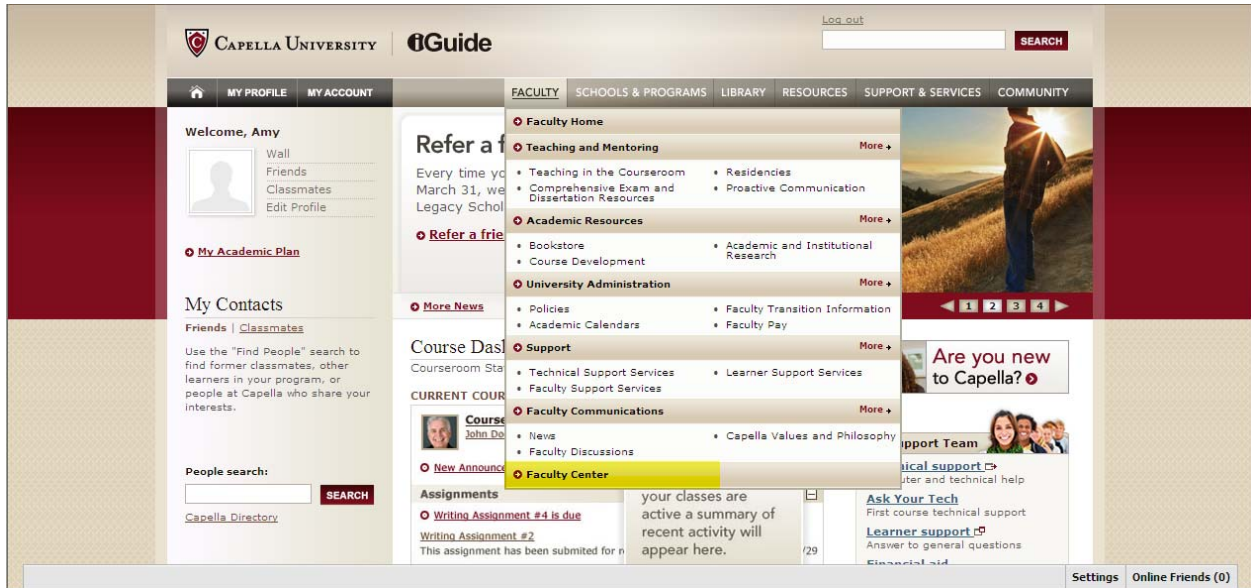 Log out
CAPELLA UNIVERSITY iGuide
SEARCH
MY PROFILE MY ACCOUNT
FACULTY SCHOOLS & PROGRAMS LIBRARY RESOURCES SUPPORT & SERVICES COMMUNITY
Welcome, Amy
Wall
Friends
Classmates
Edit Profile
My Academic Plan
My Contacts
Friends | Classmates
Use the "Find People" search to
find former classmates, other
learners in your program, or
people at Capella who share your
interests.
People search:
SEARCH
Capella Directory
Refer a f
Every time yo
March 31, we
Legacy Schol
Refer a frie
More News
Faculty Home
Teaching and Mentoring More +
Teaching in the Courseroom
Residencies
Comprehensive Exam and
Dissertation Resources
Proactive Communication
Academic Resources More +
Bookstore
Academic and Institutional
Research
Course Development
University Administration More +
Policies
Faculty Transition Information
Academic Calendars
Faculty Pay
Support More +
Technical Support Services
Learner Support Services
Faculty Support Services
Faculty Communications More +
News
Capella Values and Philosophy
Faculty Discussions
Faculty Center
1 2 3 4
Course Das
Courseroom Sta
CURRENT COUR
Course
John Do
New Announce
Assignments
Writing Assignment #4 is due
Writing Assignment #2
This assignment has been submited for r
/29
your classes are
active a summary of
recent activity will
appear here.
Are you new
to Capella?
pport Team
nical support
uter and technical help
Ask Your Tech
First course technical support
Learner support
Answer to general questions
Financial aid
Settings Online Friends (0)